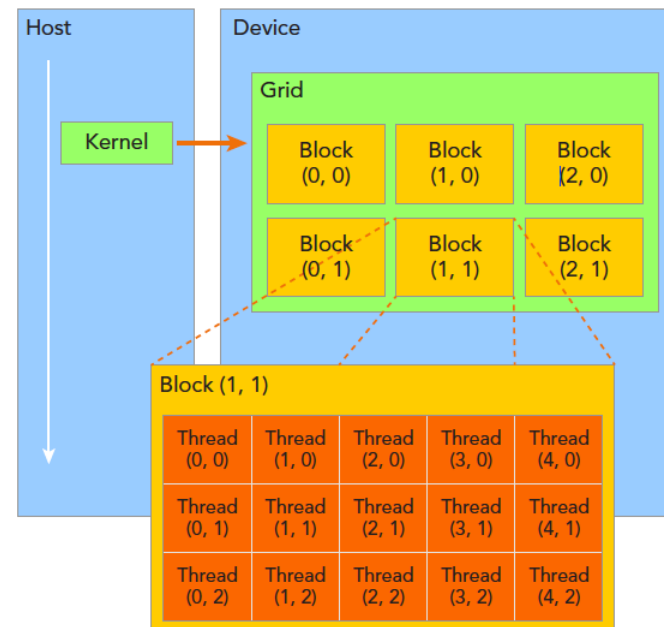 Host
Device
Grid
Kernel
Block
(0, 0)
Block
(1, 0)
Block
(2, 0)
Block
(0, 1)
Block
(1, 1)
Block
(2, 1)
Block (1, 1)
Thread
(0, 0)
Thread
(1, 0)
Thread
(2, 0)
Thread
(3, 0)
Thread
(4, 0)
Thread
(0, 1)
Thread
(1, 1)
Thread
(2, 1)
Thread
(3, 1)
Thread
(4, 1)
Thread
(0, 2)
Thread
(1, 2)
Thread
(2, 2)
Thread
(3, 2)
Thread
(4, 2)